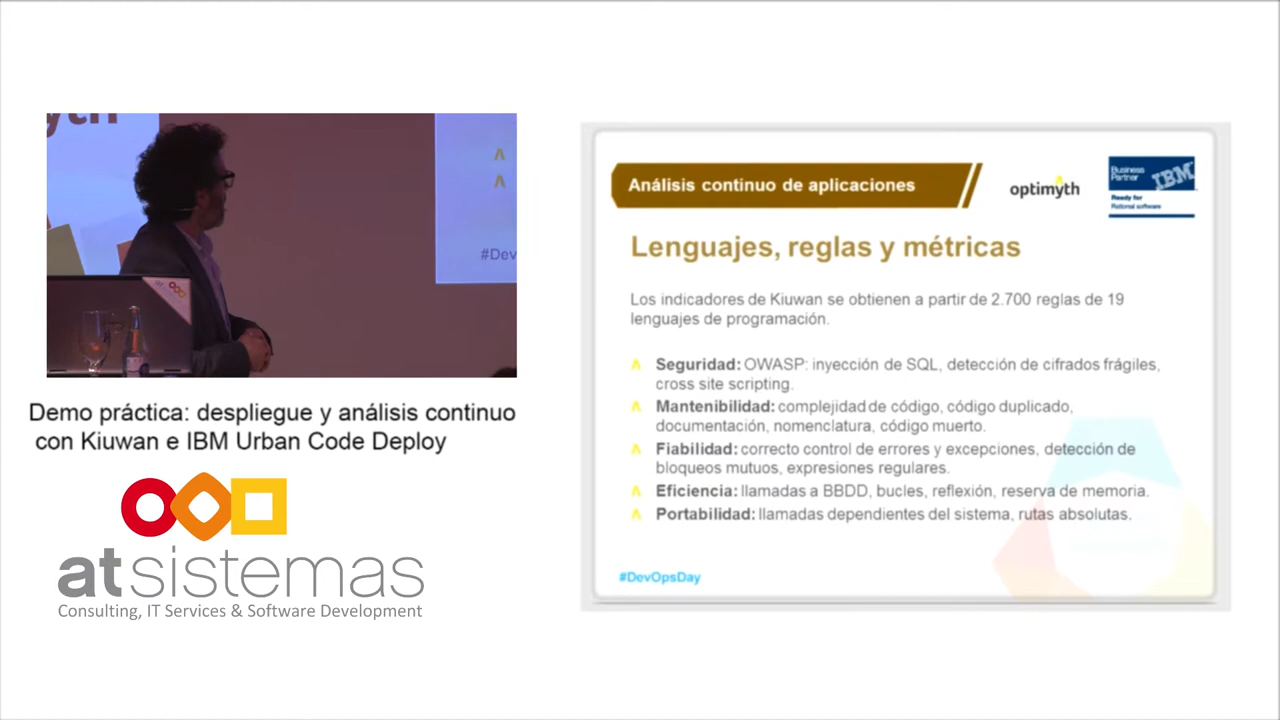 #Dev
Demo práctica: despliegue y análisis continuo
con Kiuwan e IBM Urban Code Deploy
atsistemas
Consulting, IT Services & Software Development
Análisis continuo de aplicaciones
optimyth
Business
Partner
IBM
Ready for
Rational software
Lenguajes, reglas y métricas
Los indicadores de Kiuwan se obtienen a partir de 2.700 reglas de 19
lenguajes de programación.
Seguridad: OWASP: inyección de SQL, detección de cifrados frágiles,
cross site scripting.
Mantenibilidad: complejidad de código, código duplicado,
documentación, nomenclatura, código muerto.
Fiabilidad: correcto control de errores y excepciones, detección de
bloqueos mutuos, expresiones regulares.
Eficiencia: llamadas a BBDD, bucles, reflexión, reserva de memoria.
Portabilidad: llamadas dependientes del sistema, rutas absolutas.
#DevOpsDay